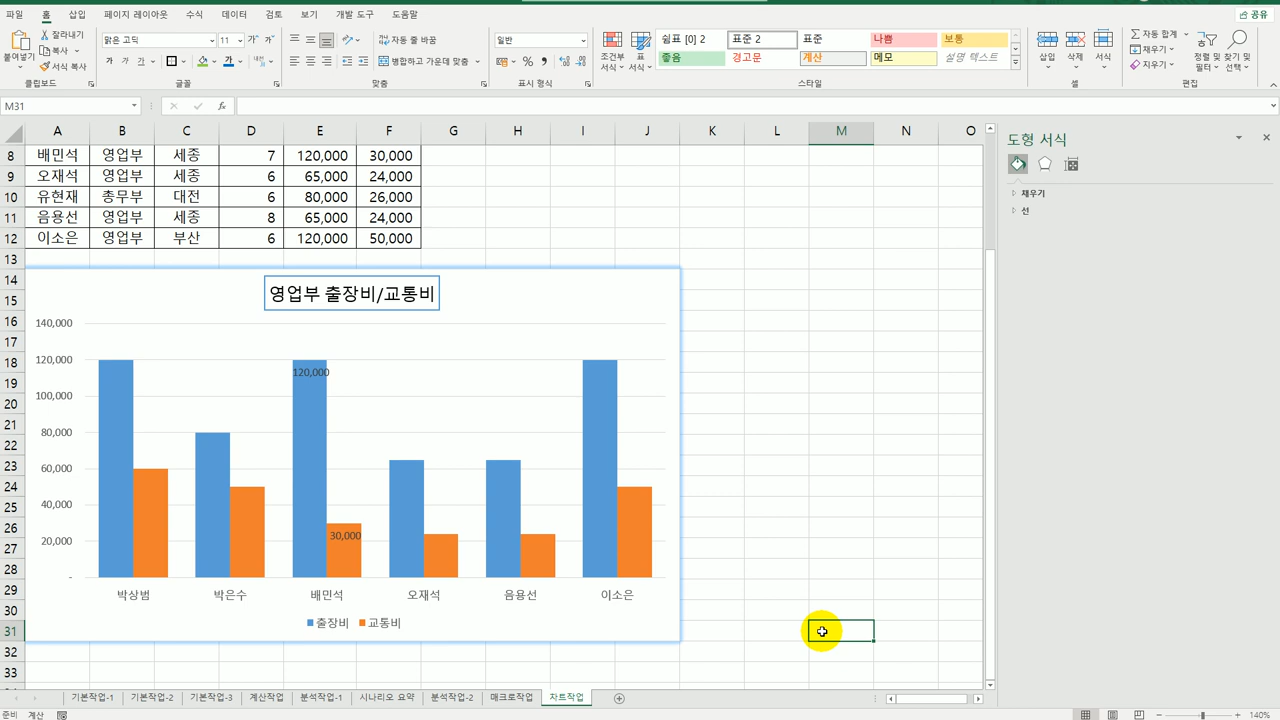 파일 홈 삽입 페이지 레이아웃 수식 데이터 검토 보기 개발 도구 도움말 공유
붙여넣기 잘라내기 복사 서식 복사 클립보드
맑은 고딕 11 가 가 가 가 글꼴
자동 줄 바꿈 병합하고 가운데 맞춤 맞춤
일반 % 표시 형식
조건부 서식 표 서식
쉼표 [0] 2 표준 2 표준 나쁨 보통
좋음 경고문 계산 메모 설명 텍스트
스타일
삽입 삭제 서식 셀
자동 합계 채우기 지우기 정렬 및 필터 찾기 및 선택 편집
M31 fx
A B C D E F G H I J K L M N O
8 배민석 영업부 세종 7 120,000 30,000
9 오재석 영업부 세종 6 65,000 24,000
10 유현재 총무부 대전 6 80,000 26,000
11 음용선 영업부 세종 8 65,000 24,000
12 이소은 영업부 부산 6 120,000 50,000
13
14
15
16
17
18
19
20
21
22
23
24
25
26
27
28
29
30
31
32
33
영업부 출장비/교통비
140,000
120,000
100,000
80,000
60,000
40,000
20,000
-
120,000
30,000
박상범 박은수 배민석 오재석 음용선 이소은
출장비 교통비
도형 서식
채우기
선
기본작업-1 기본작업-2 기본작업-3 계산작업 분석작업-1 시나리오 요약 분석작업-2 매크로작업 차트작업
준비 계산 140%